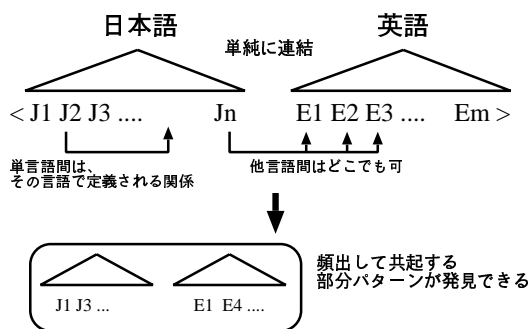 日本語
英語
単純に連結
< J1 J2 J3 .... Jn E1 E2 E3 .... Em >
単言語間は、
その言語で定義される関係
他言語間はどこでも可
頻出して共起する
部分パターンが発見できる
J1 J3 ... E1 E4 ....